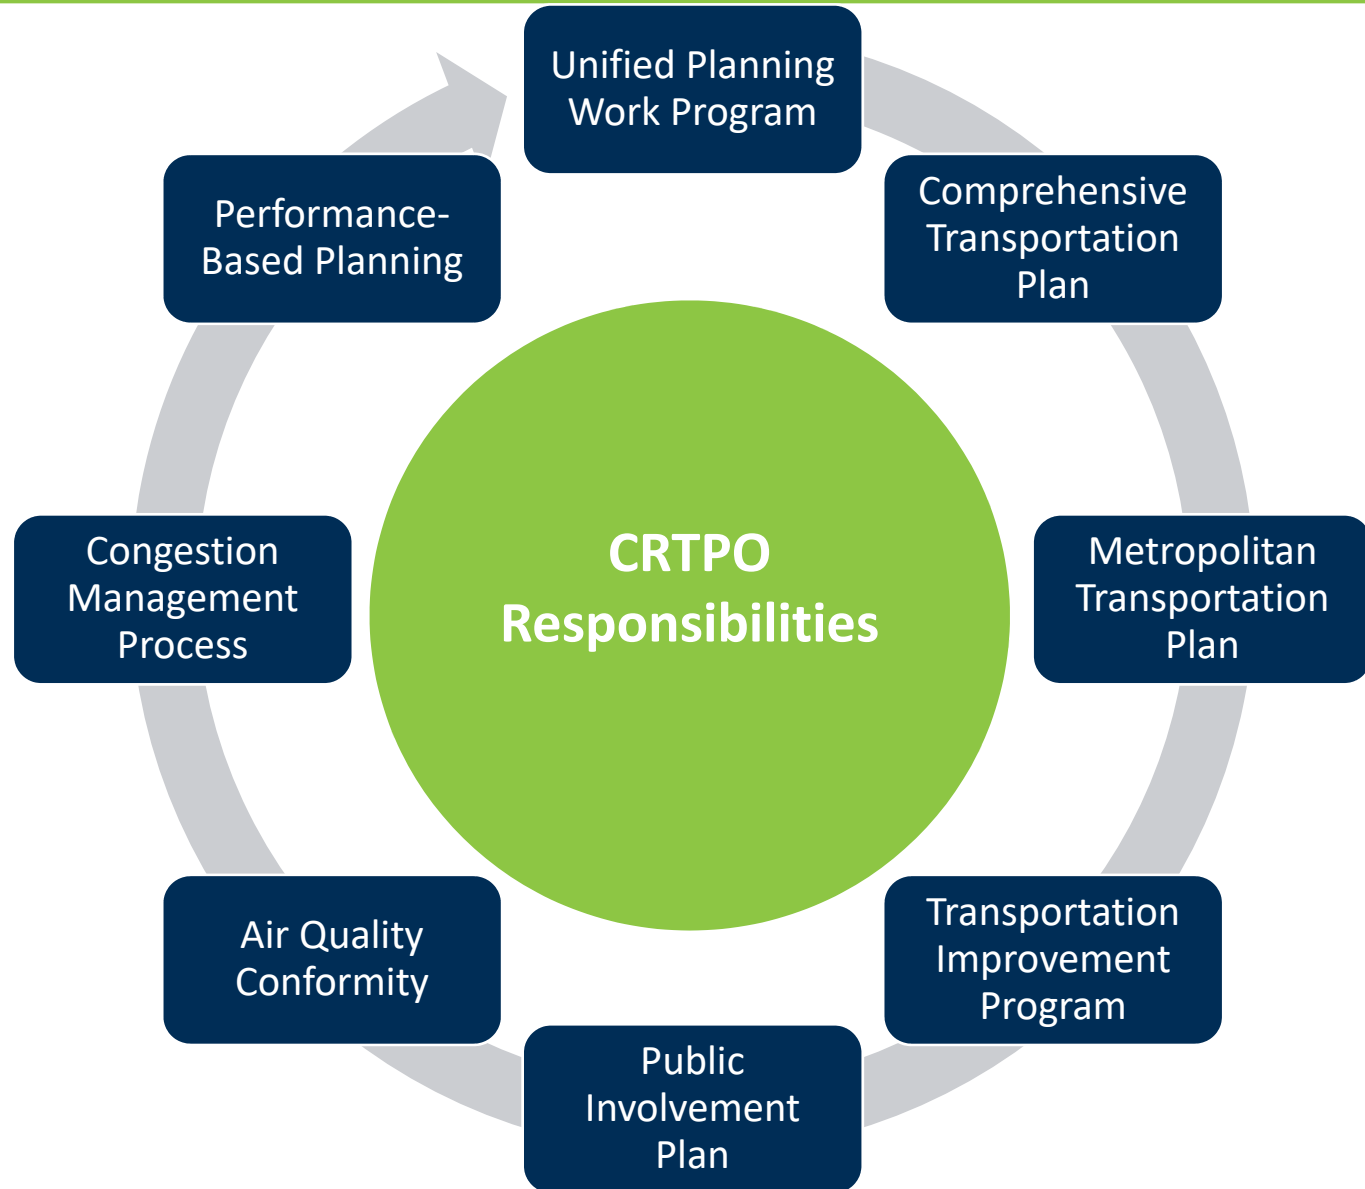 Unified Planning
Work Program
Comprehensive
Transportation
Plan
Metropolitan
Transportation
Plan
Transportation
Improvement
Program
Public
Involvement
Plan
Air Quality
Conformity
Congestion
Management
Process
Performance-
Based Planning
CRTPO
Responsibilities